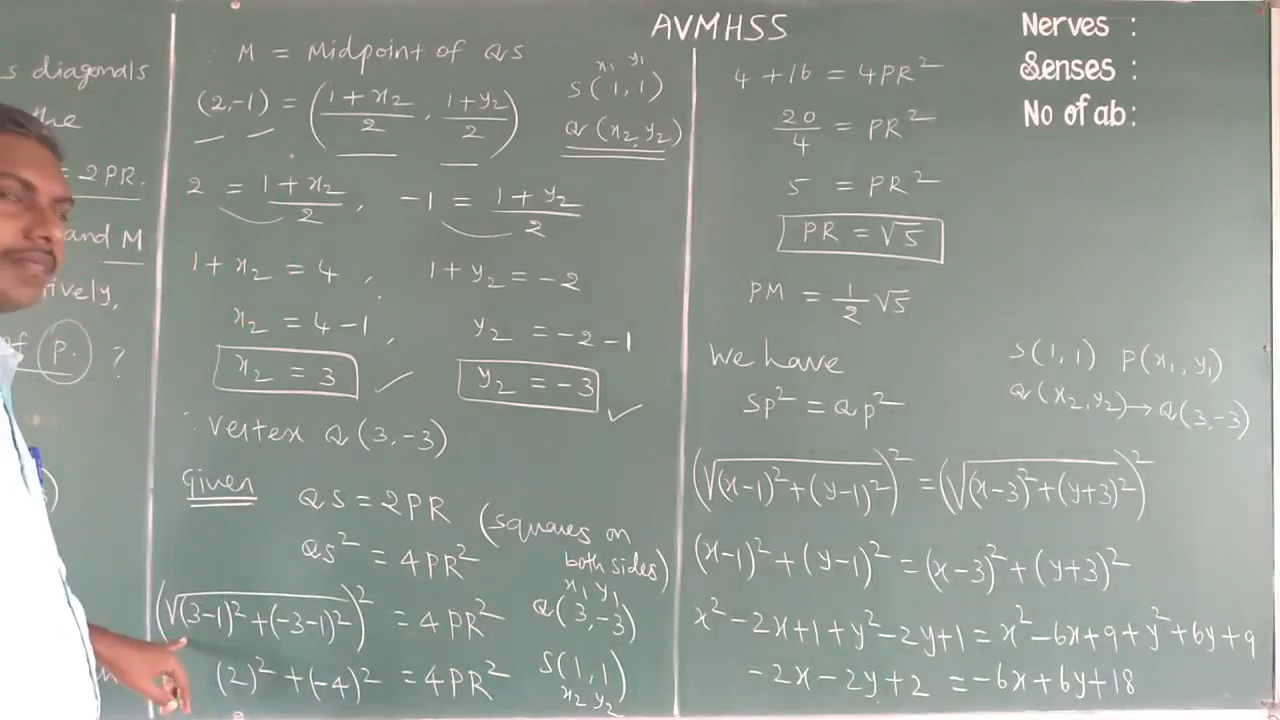 s diagonals
the
= 2PR.
and M
ively,
of P. ?
∴ M = Midpoint of QS
(2,-1) = ((1+x₂)/2, (1+y₂)/2)
x₁ y₁
S(1,1)
Q(x₂,y₂)
2 = (1+x₂)/2, -1 = (1+y₂)/2
1+x₂ = 4, 1+y₂ = -2
x₂ = 4-1, y₂ = -2-1
x₂ = 3 ✓ y₂ = -3 ✓
∴ Vertex Q(3,-3)
Given QS = 2PR (squares on
both sides)
QS² = 4PR²
(√((3-1)²+(-3-1)²))² = 4PR²
x₁ y₁
Q(3,-3)
(2)²+(-4)² = 4PR²
S(1,1)
x₂ y₂
AVMHSS
4+16 = 4PR²
20/4 = PR²
5 = PR²
PR = √5
PM = 1/2 √5
We have
SP² = QP²
S(1,1) P(x₁,y₁)
Q(x₂,y₂)→Q(3,-3)
(√((x-1)²+(y-1)²))² = (√((x-3)²+(y+3)²))²
(x-1)²+(y-1)² = (x-3)²+(y+3)²
x²-2x+1+y²-2y+1 = x²-6x+9+y²+6y+9
-2x-2y+2 = -6x+6y+18
Nerves :
Senses :
No of ab: